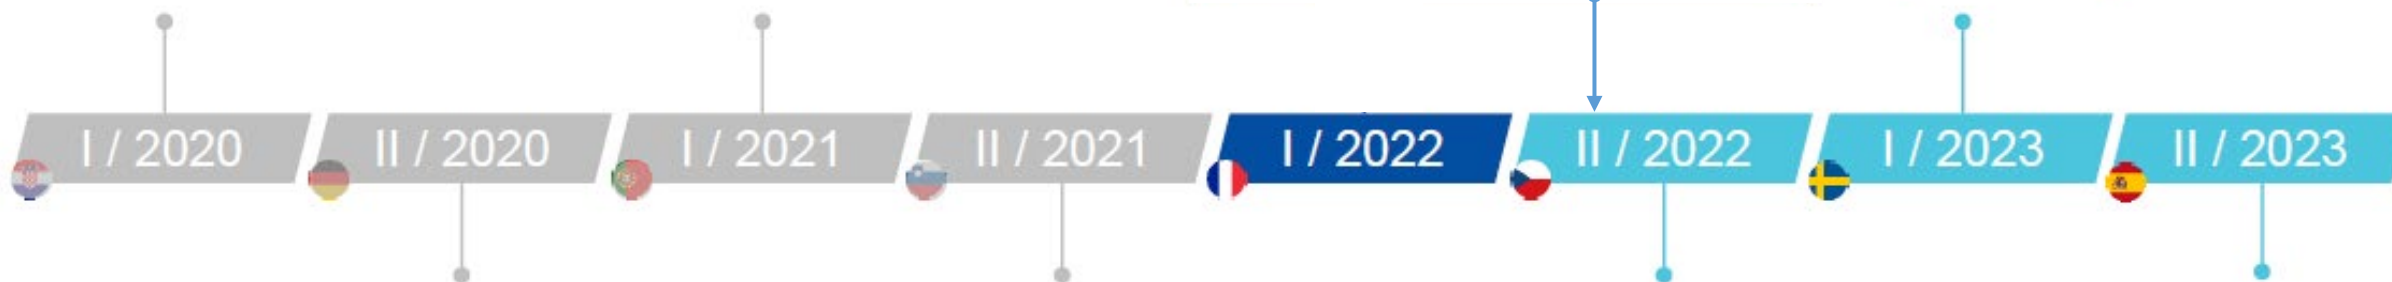 I / 2020
II / 2020
I / 2021
II / 2021
I / 2022
II / 2022
I / 2023
II / 2023